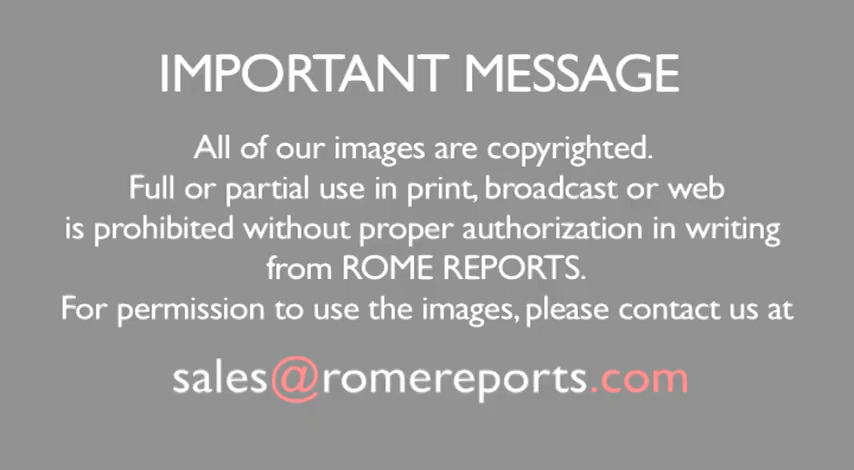 IMPORTANT MESSAGE
All of our images are copyrighted.
Full or partial use in print, broadcast or web
is prohibited without proper authorization in writing
from ROME REPORTS.
For permission to use the images, please contact us at
sales@romereports.com